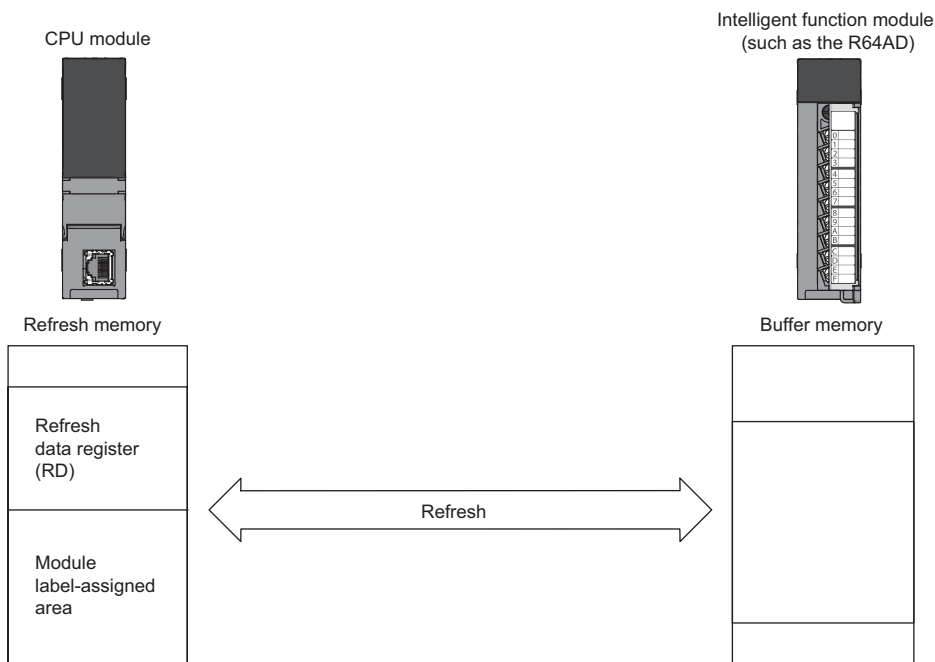 CPU module
Intelligent function module
(such as the R64AD)
0
1
2
3
4
5
6
7
8
9
A
B
C
D
E
F
Refresh memory
Buffer memory
Refresh
data register
(RD)
Refresh
Module
label-assigned
area